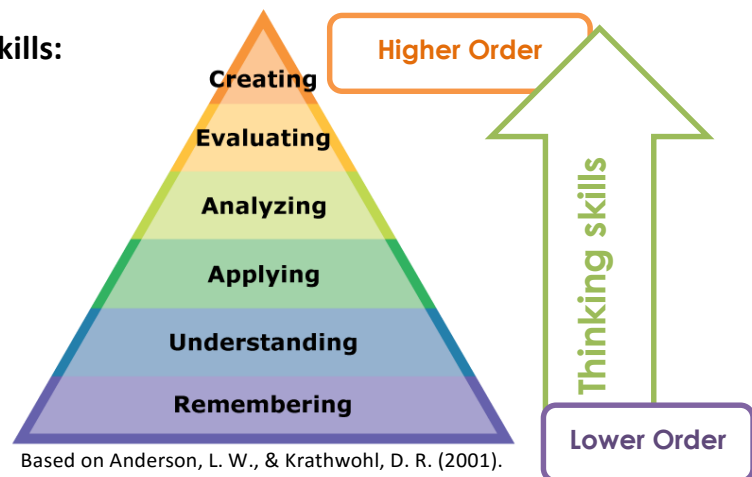 kills:
Higher Order
Creating
Evaluating
Analyzing
Applying
Understanding
Remembering
Thinking skills
Lower Order
Based on Anderson, L. W., & Krathwohl, D. R. (2001).